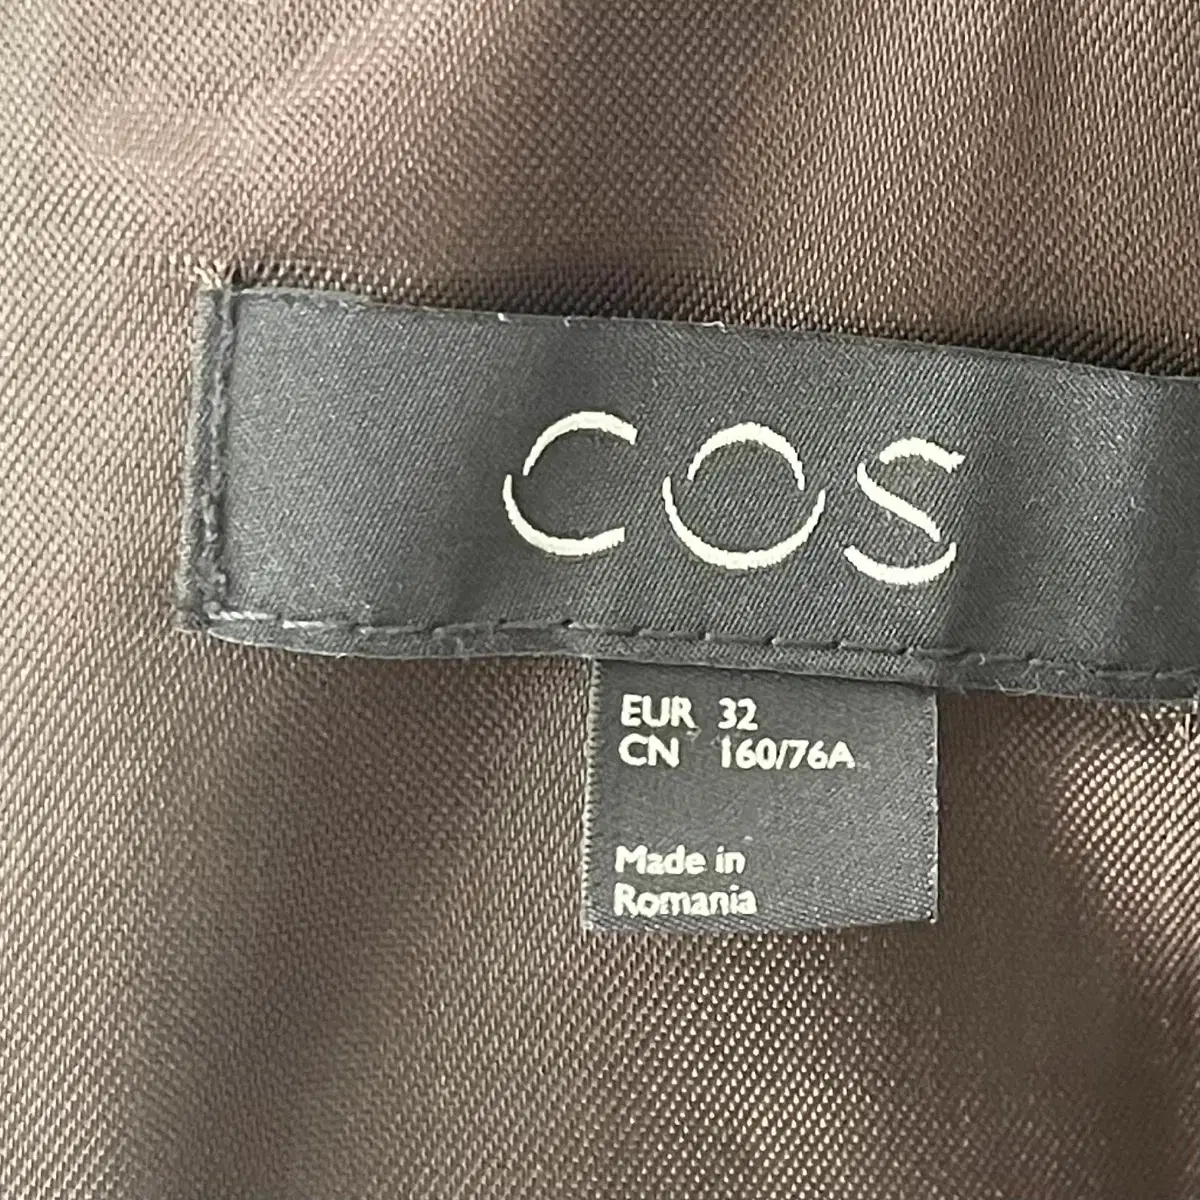 COS
EUR 32
CN 160/76A
Made in
Romania